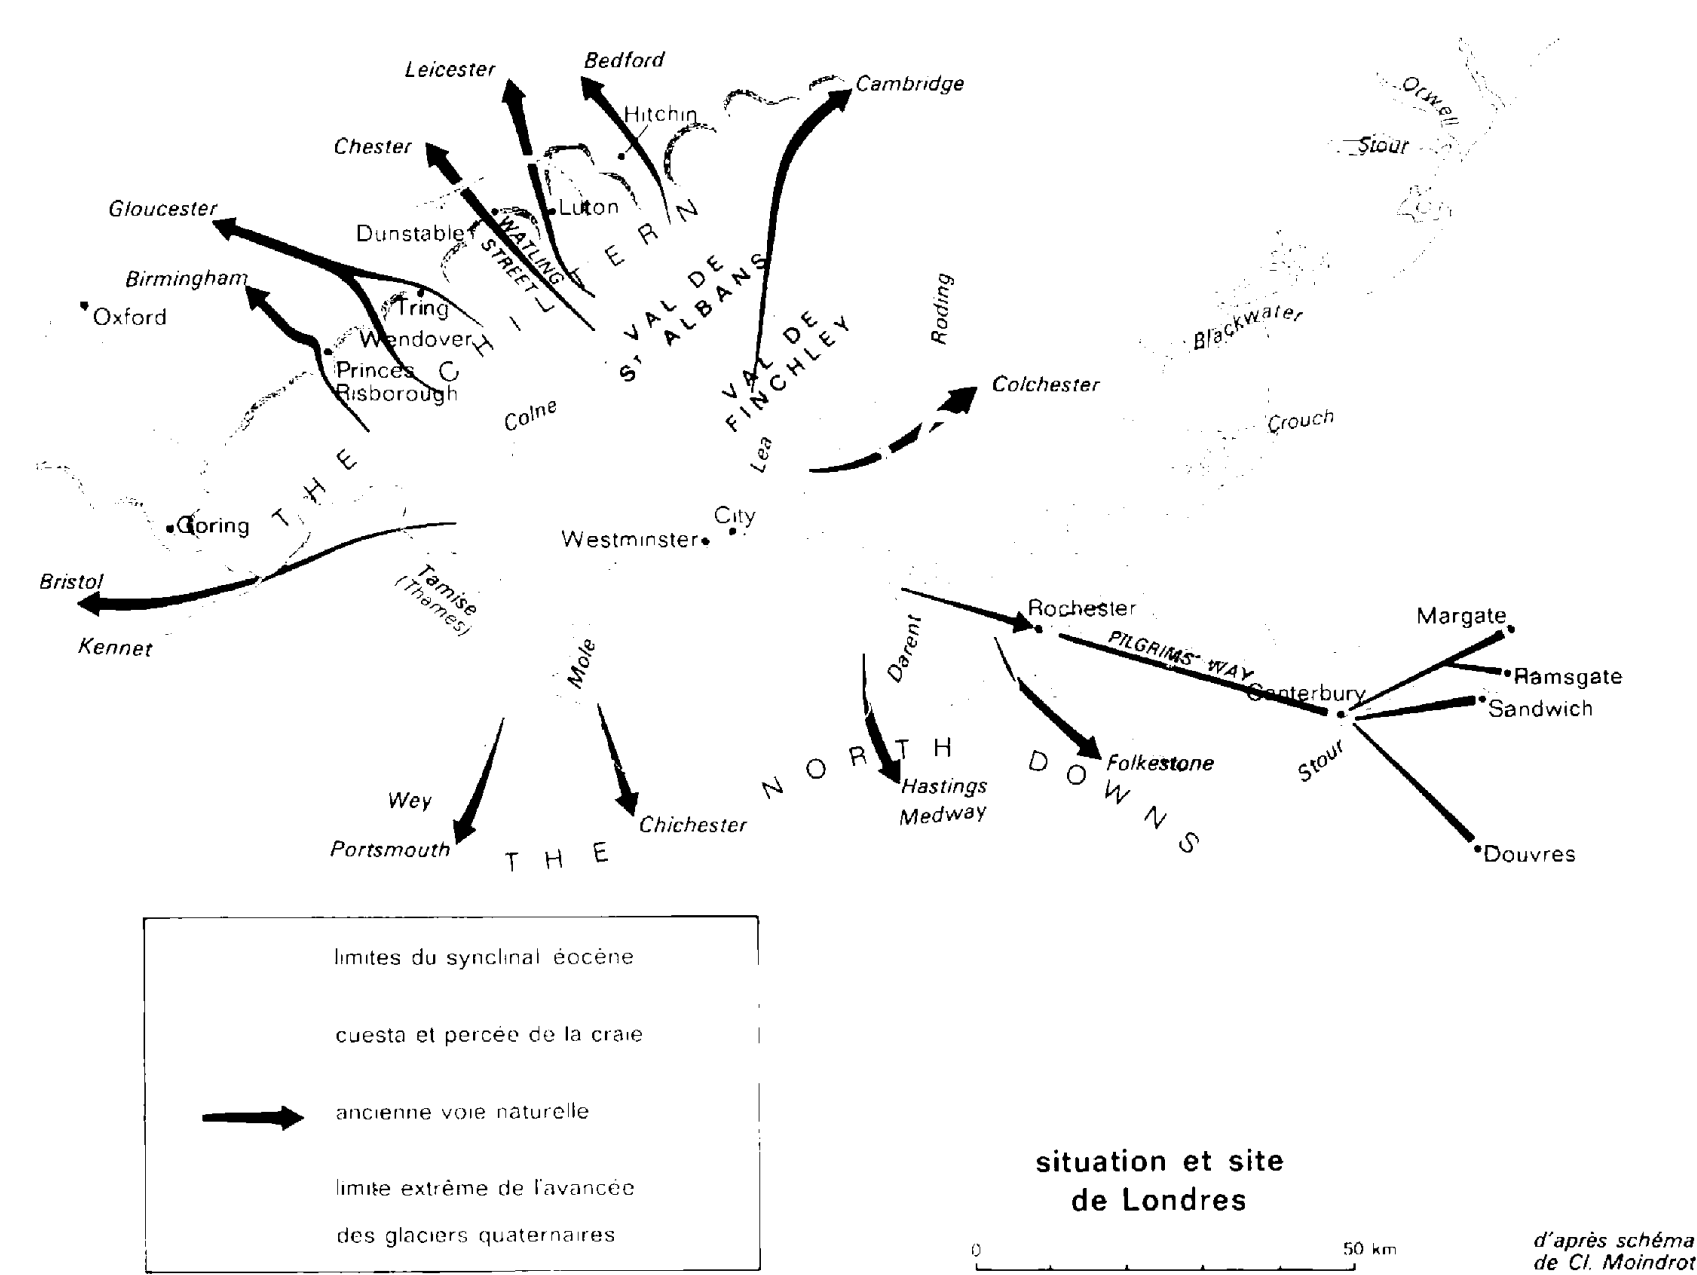 Leicester
Bedford
Cambridge
Hitchin
Orwell
Stour
Chester
Gloucester
Luton
Dunstable
WATLING
STREET
Birmingham
Oxford
Tring
Wendover
Princes
Risborough
THE CHILTERN
VAL DE
ST ALBANS
VAL DE
FINCHLEY
Roding
Blackwater
Colchester
Crouch
Colne
Lea
Goring
City
Westminster
Bristol
Kennet
Tamise
(Thames)
Mole
Darent
Rochester
PILGRIMS' WAY
Canterbury
Margate
Ramsgate
Sandwich
Stour
Douvres
Folkestone
Hastings
Medway
Wey
Portsmouth
Chichester
THE NORTH DOWNS
limites du synclinal éocène
cuesta et percée de la craie
ancienne voie naturelle
limite extrême de l'avancée
des glaciers quaternaires
situation et site
de Londres
0 50 km
d'après schéma
de Cl. Moindrot